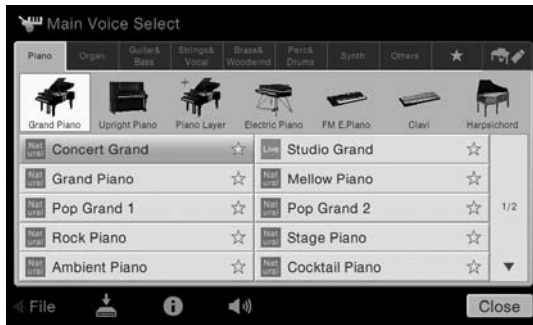 Main Voice Select
Piano
Organ
Guitar&
Bass
Strings&
Vocal
Brass&
Woodwind
Perc&
Drums
Synth
Others
Grand Piano
Upright Piano
Piano Layer
Electric Piano
FM E.Piano
Clavi
Harpsichord
Natural Concert Grand
Live Studio Grand
Natural Grand Piano
Natural Mellow Piano
Natural Pop Grand 1
Natural Pop Grand 2
1/2
Natural Rock Piano
Natural Stage Piano
Natural Ambient Piano
Natural Cocktail Piano
File
Close